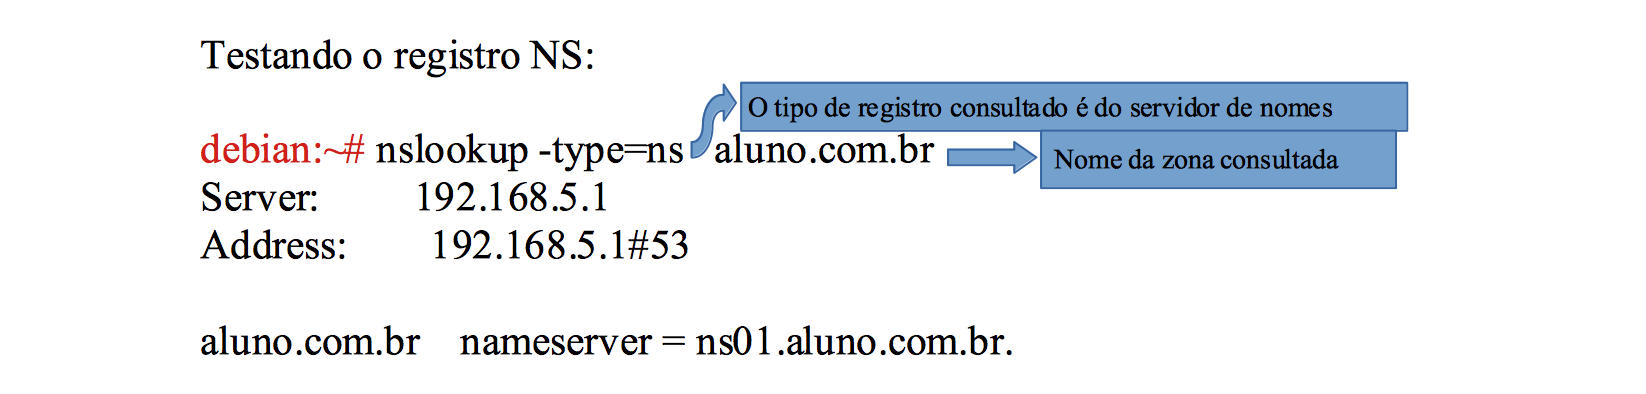 Testando o registro NS:
O tipo de registro consultado é do servidor de nomes
debian:~# nslookup -type=ns aluno.com.br
Nome da zona consultada
Server: 192.168.5.1
Address: 192.168.5.1#53
aluno.com.br nameserver = ns01.aluno.com.br.